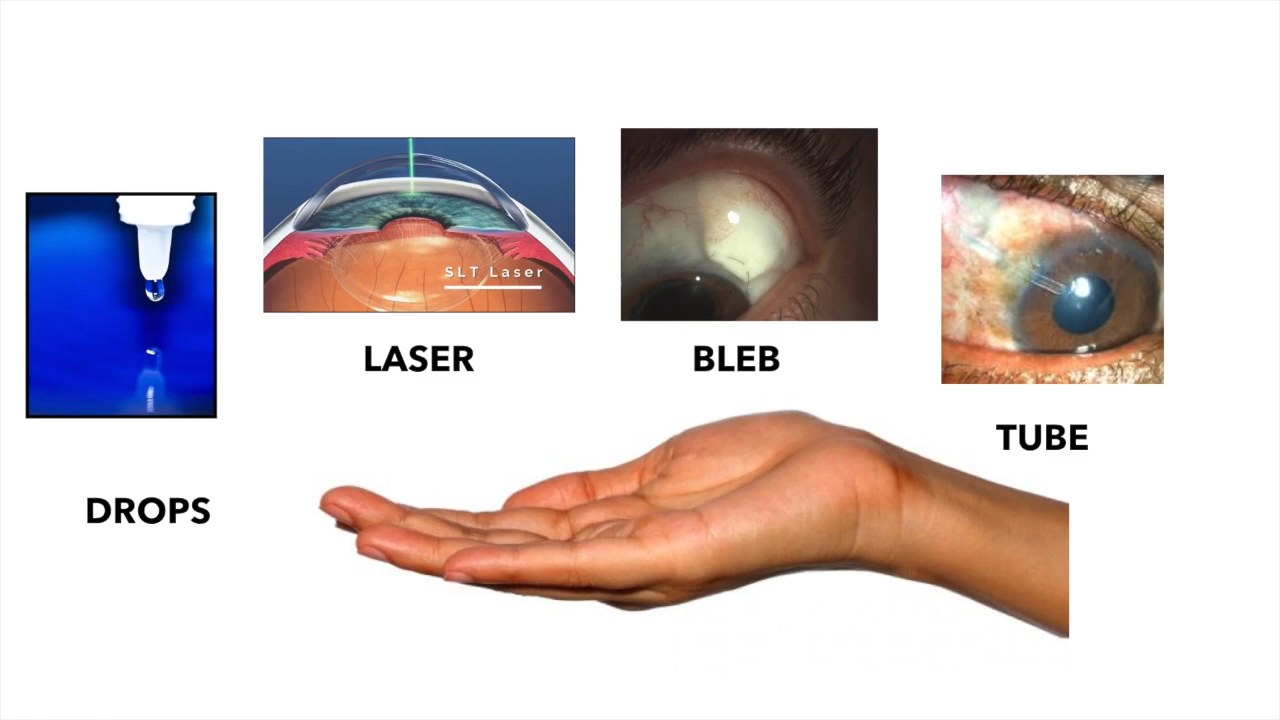 SLT Laser
LASER
BLEB
TUBE
DROPS